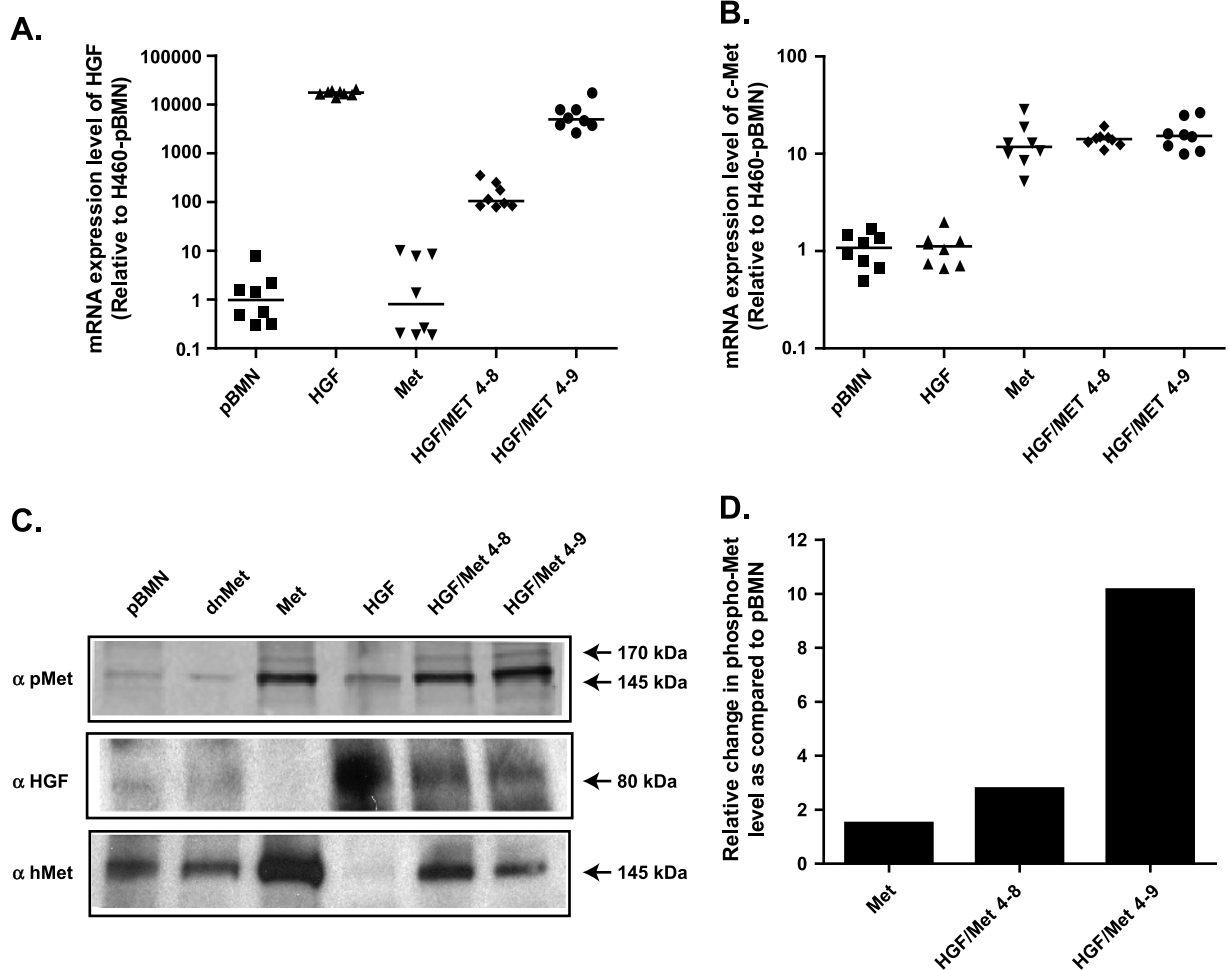 A.
mRNA expression level of HGF
(Relative to H460-pBMN)
100000
10000
1000
100
10
1
0.1
pBMN
HGF
Met
HGF/MET 4-8
HGF/MET 4-9
B.
mRNA expression level of c-Met
(Relative to H460-pBMN)
100
10
1
0.1
pBMN
HGF
Met
HGF/MET 4-8
HGF/MET 4-9
C.
pBMN
dnMet
Met
HGF
HGF/Met 4-8
HGF/Met 4-9
α pMet
170 kDa
145 kDa
α HGF
80 kDa
α hMet
145 kDa
D.
Relative change in phospho-Met
level as compared to pBMN
12
10
8
6
4
2
0
Met
HGF/Met 4-8
HGF/Met 4-9